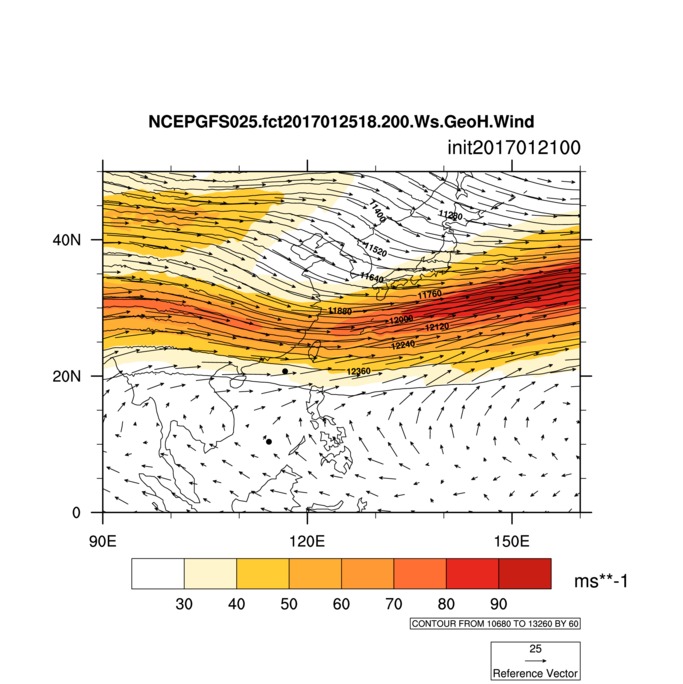 NCEPGFS025.fct2017012518.200.Ws.GeoH.Wind
init2017012100
11400
11280
40N
11520
11640
11760
11880
12000
12120
12240
12360
20N
0
90E
120E
150E
ms**-1
30 40 50 60 70 80 90
CONTOUR FROM 10680 TO 13260 BY 60
25
Reference Vector